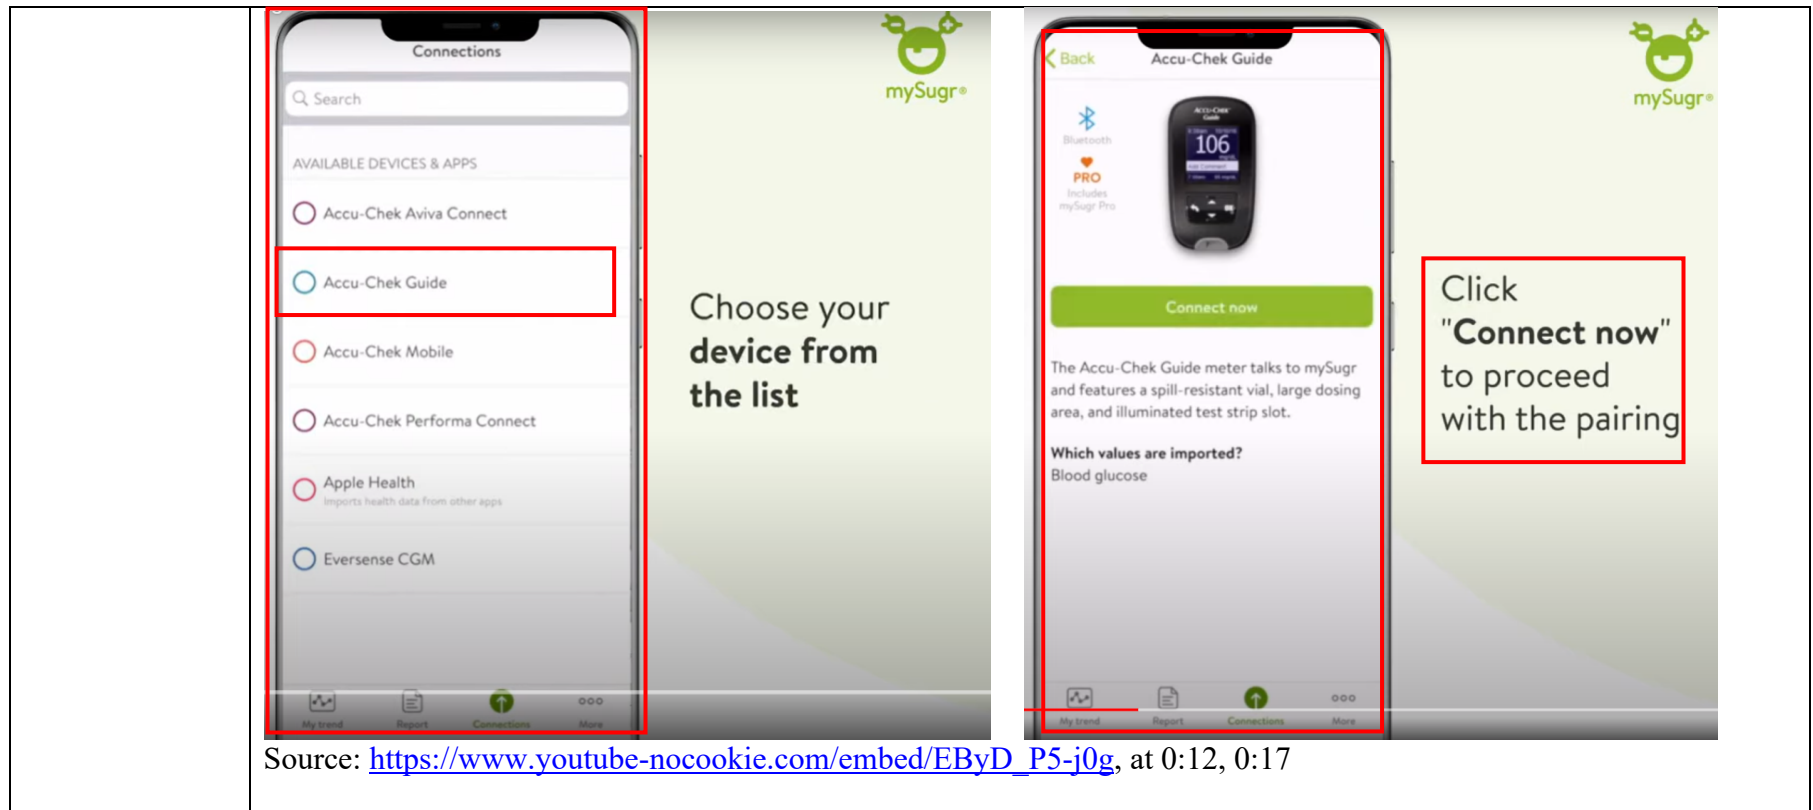 Connections
Search
AVAILABLE DEVICES & APPS
Accu-Chek Aviva Connect
Accu-Chek Guide
Accu-Chek Mobile
Accu-Chek Performa Connect
Apple Health
Imports health data from other apps
Eversense CGM
My trend Report Connections More
mySugr®
Choose your
device from
the list
Back Accu-Chek Guide
Bluetooth
PRO
Includes
mySugr Pro
ACCU-CHEK
Guide
106
Connect now
The Accu-Chek Guide meter talks to mySugr
and features a spill-resistant vial, large dosing
area, and illuminated test strip slot.
Which values are imported?
Blood glucose
My trend Report Connections More
mySugr®
Click
"Connect now"
to proceed
with the pairing
Source: https://www.youtube-nocookie.com/embed/EByD_P5-j0g, at 0:12, 0:17